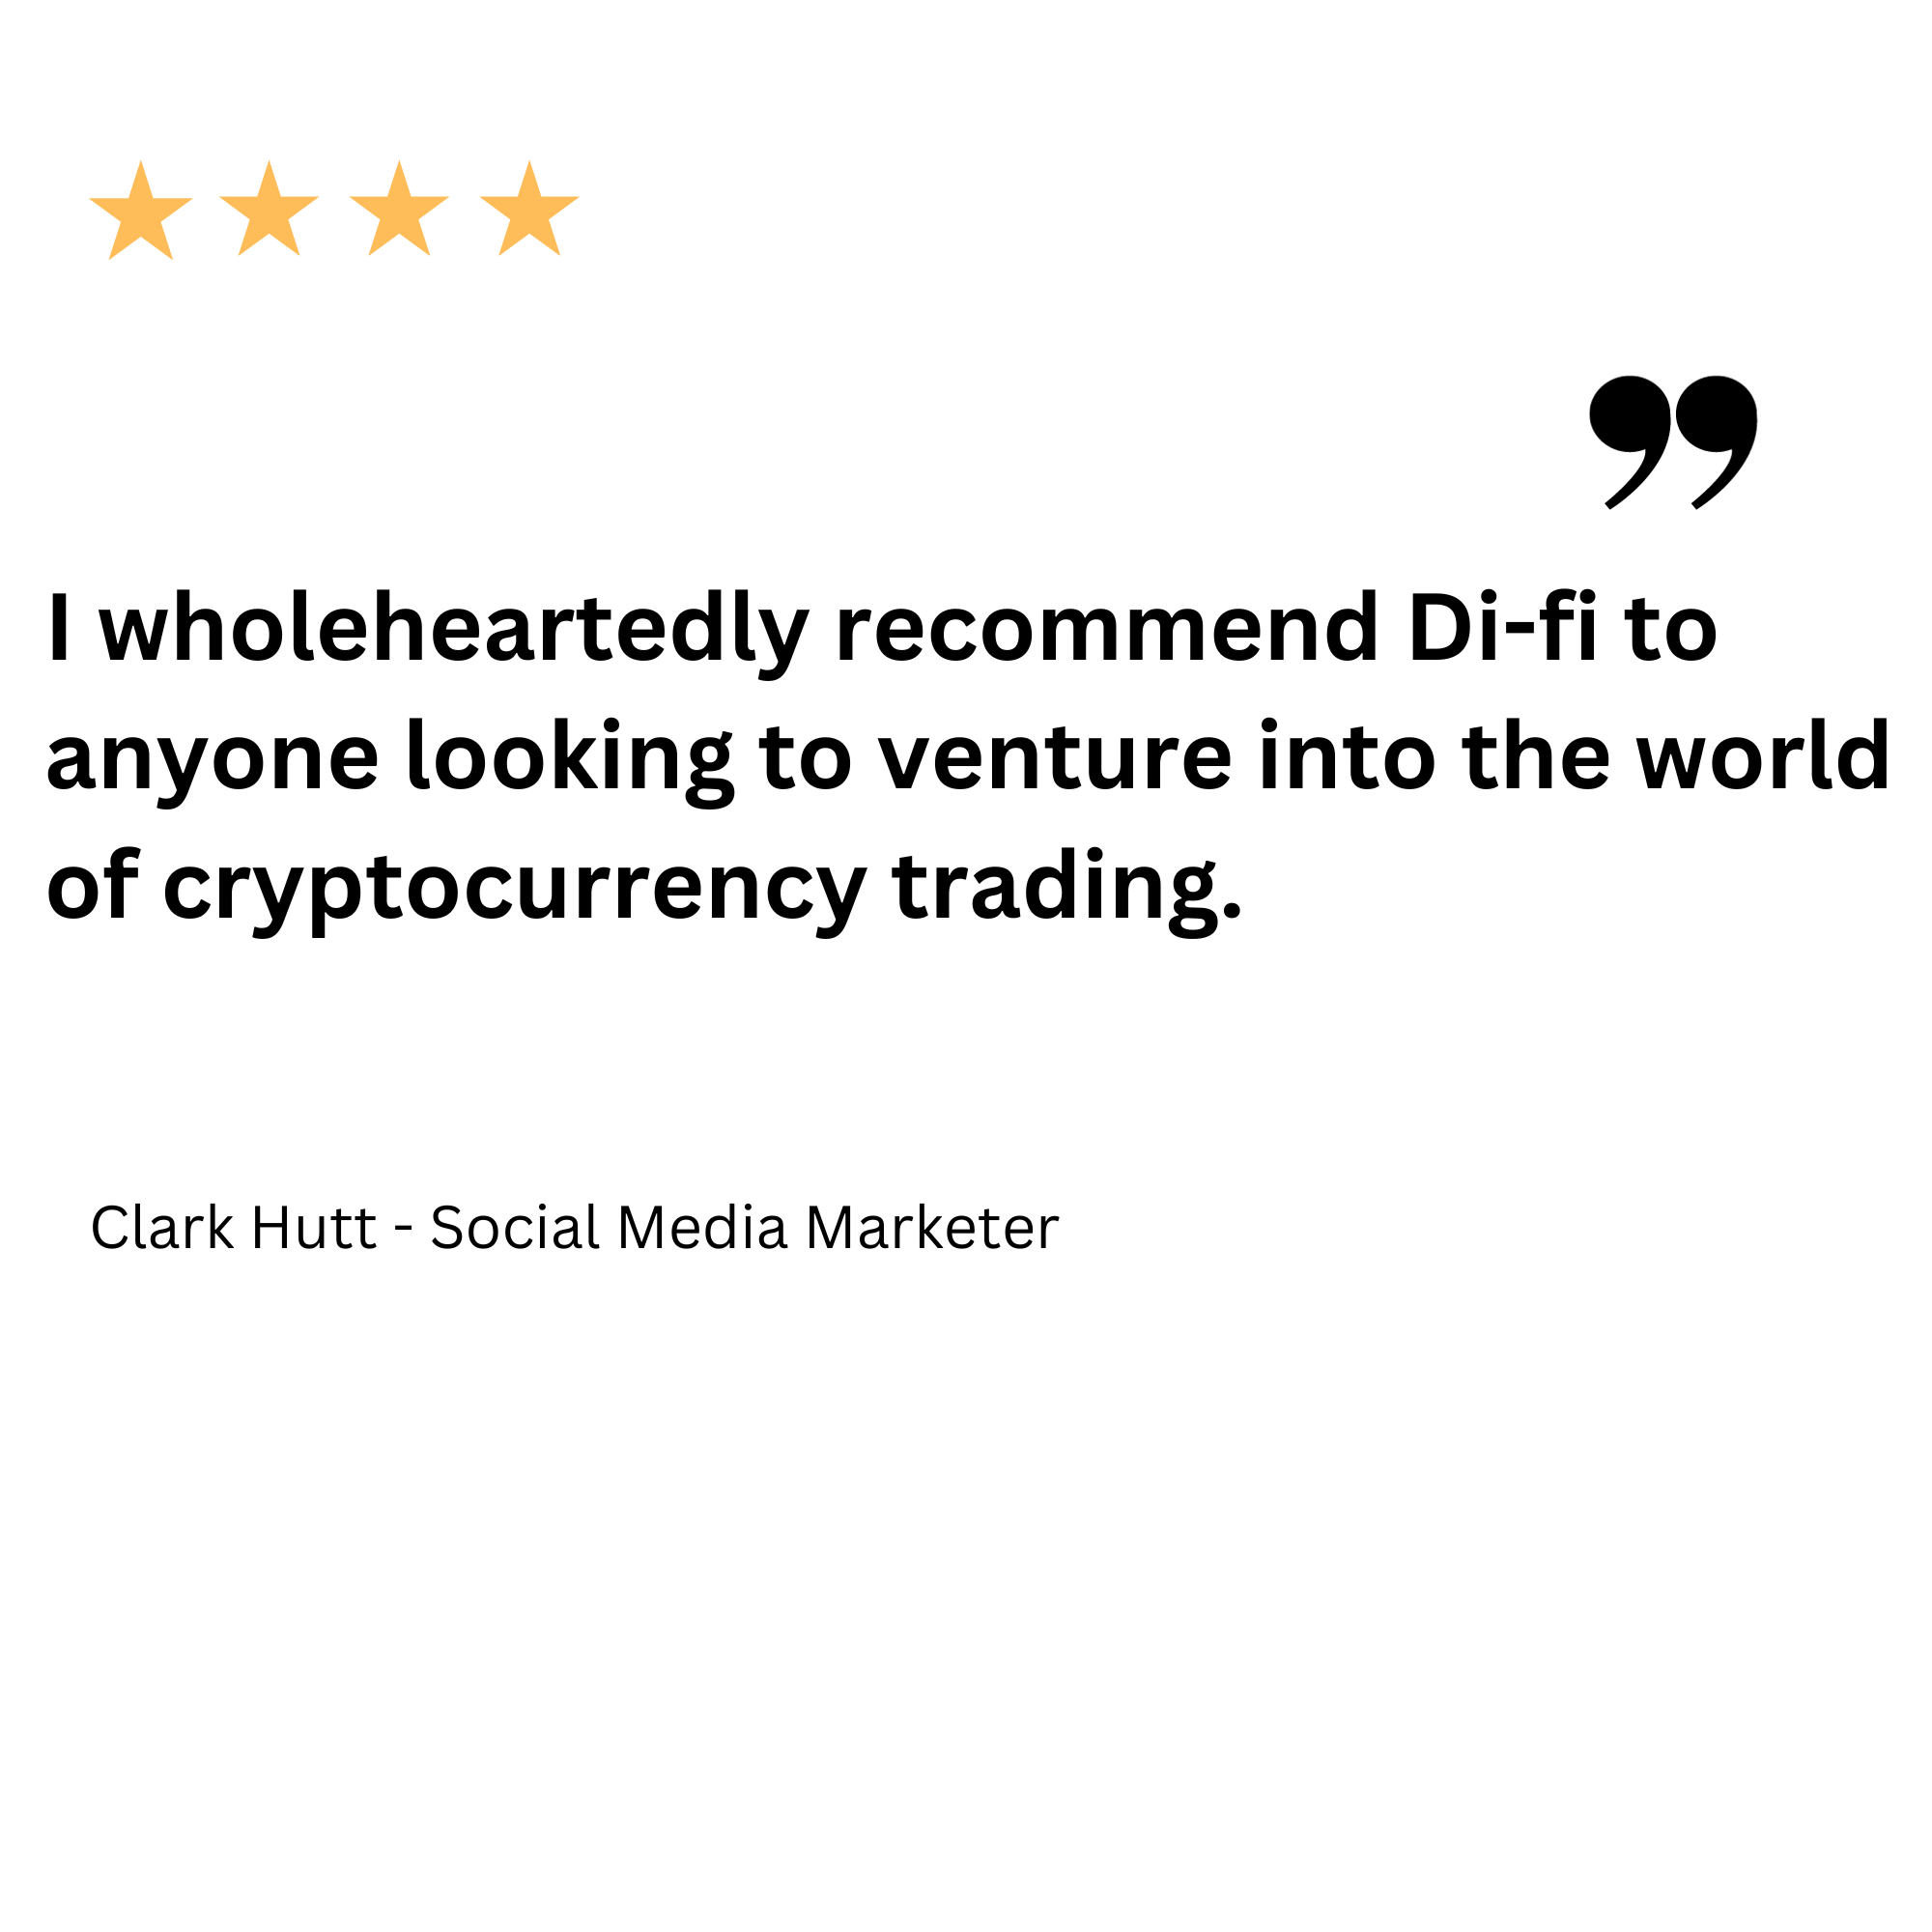 ”
I wholeheartedly recommend Di-fi to
anyone looking to venture into the world
of cryptocurrency trading.
Clark Hutt - Social Media Marketer